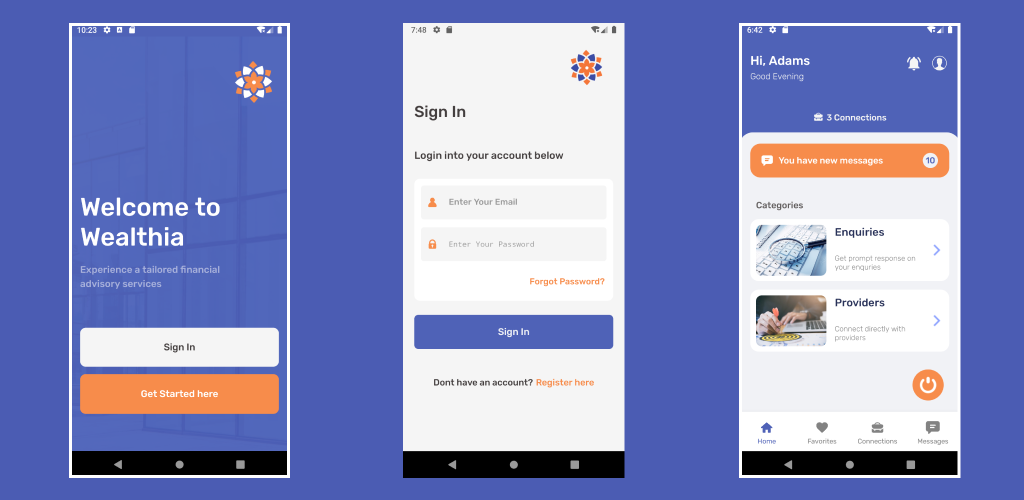 10:23
Welcome to
Wealthia
Experience a tailored financial
advisory services
Sign In
Get Started here
7:48
Sign In
Login into your account below
Enter Your Email
Enter Your Password
Forgot Password?
Sign In
Dont have an account? Register here
6:42
Hi, Adams
Good Evening
3 Connections
You have new messages 10
Categories
Enquiries
Get prompt response on
your enquries
Providers
Connect directly with
providers
Home Favorites Connections Messages